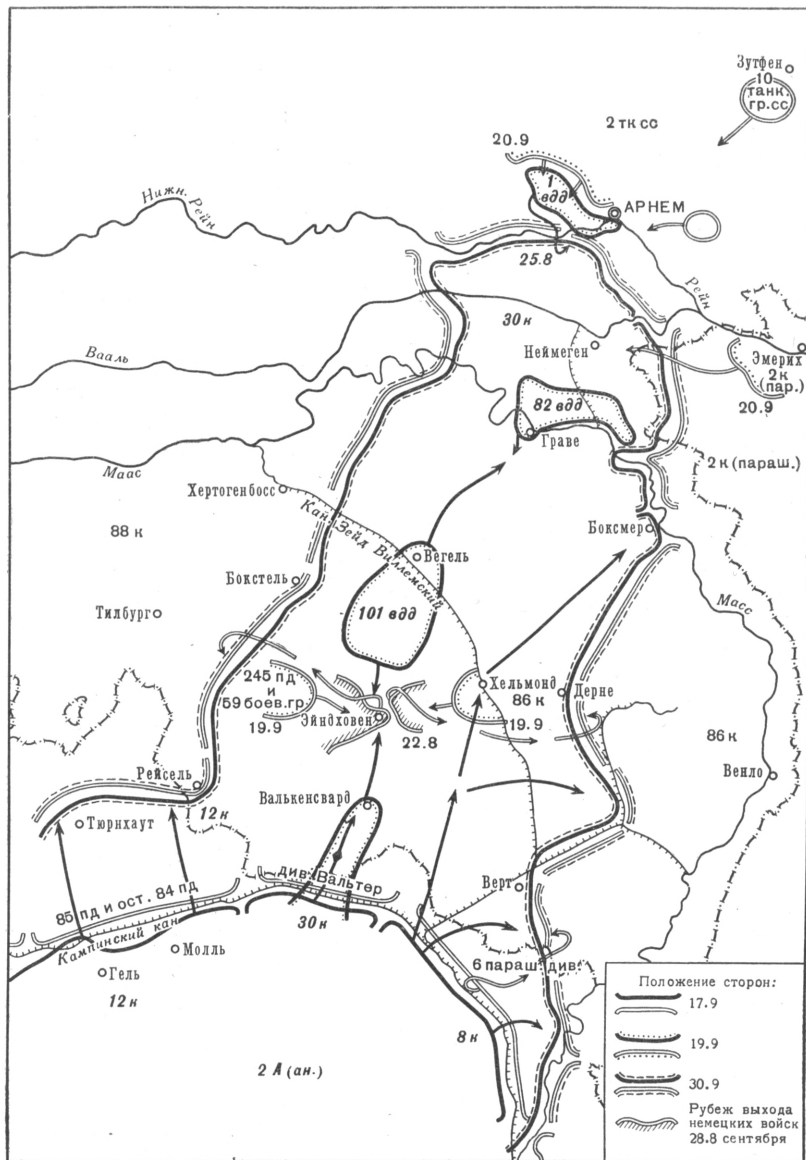 Зутфен
10
танк.
гр.сс
2 тк сс
20.9
1
вдд
АРНЕМ
Нижн. Рейн
25.8
Рейн
30 к
Неймеген
Эмерих
2 к
(пар.)
20.9
Вааль
82 вдд
Граве
Маас
2 к (параш.)
Хертогенбосс
88 к
Кан. Зейд Виллемский
Вегель
Боксмер
Бокстель
Масс
Тилбург
101 вдд
245 пд
и
59 боев.гр.
19.9
Эйндховен
22.8
Хельмонд
86 к
19.9
Дерне
86 к
Рейсель
Венло
12 к
Валькенсвард
Тюрнхаут
85 пд и ост. 84 пд
див. Вальтер
Верт
30 к
Кампинский кан.
Молль
Гель
12 к
6 параш. див.
8 к
2 А (ан.)
Положение сторон:
17.9
19.9
30.9
Рубеж выхода
немецких войск
28.8 сентября